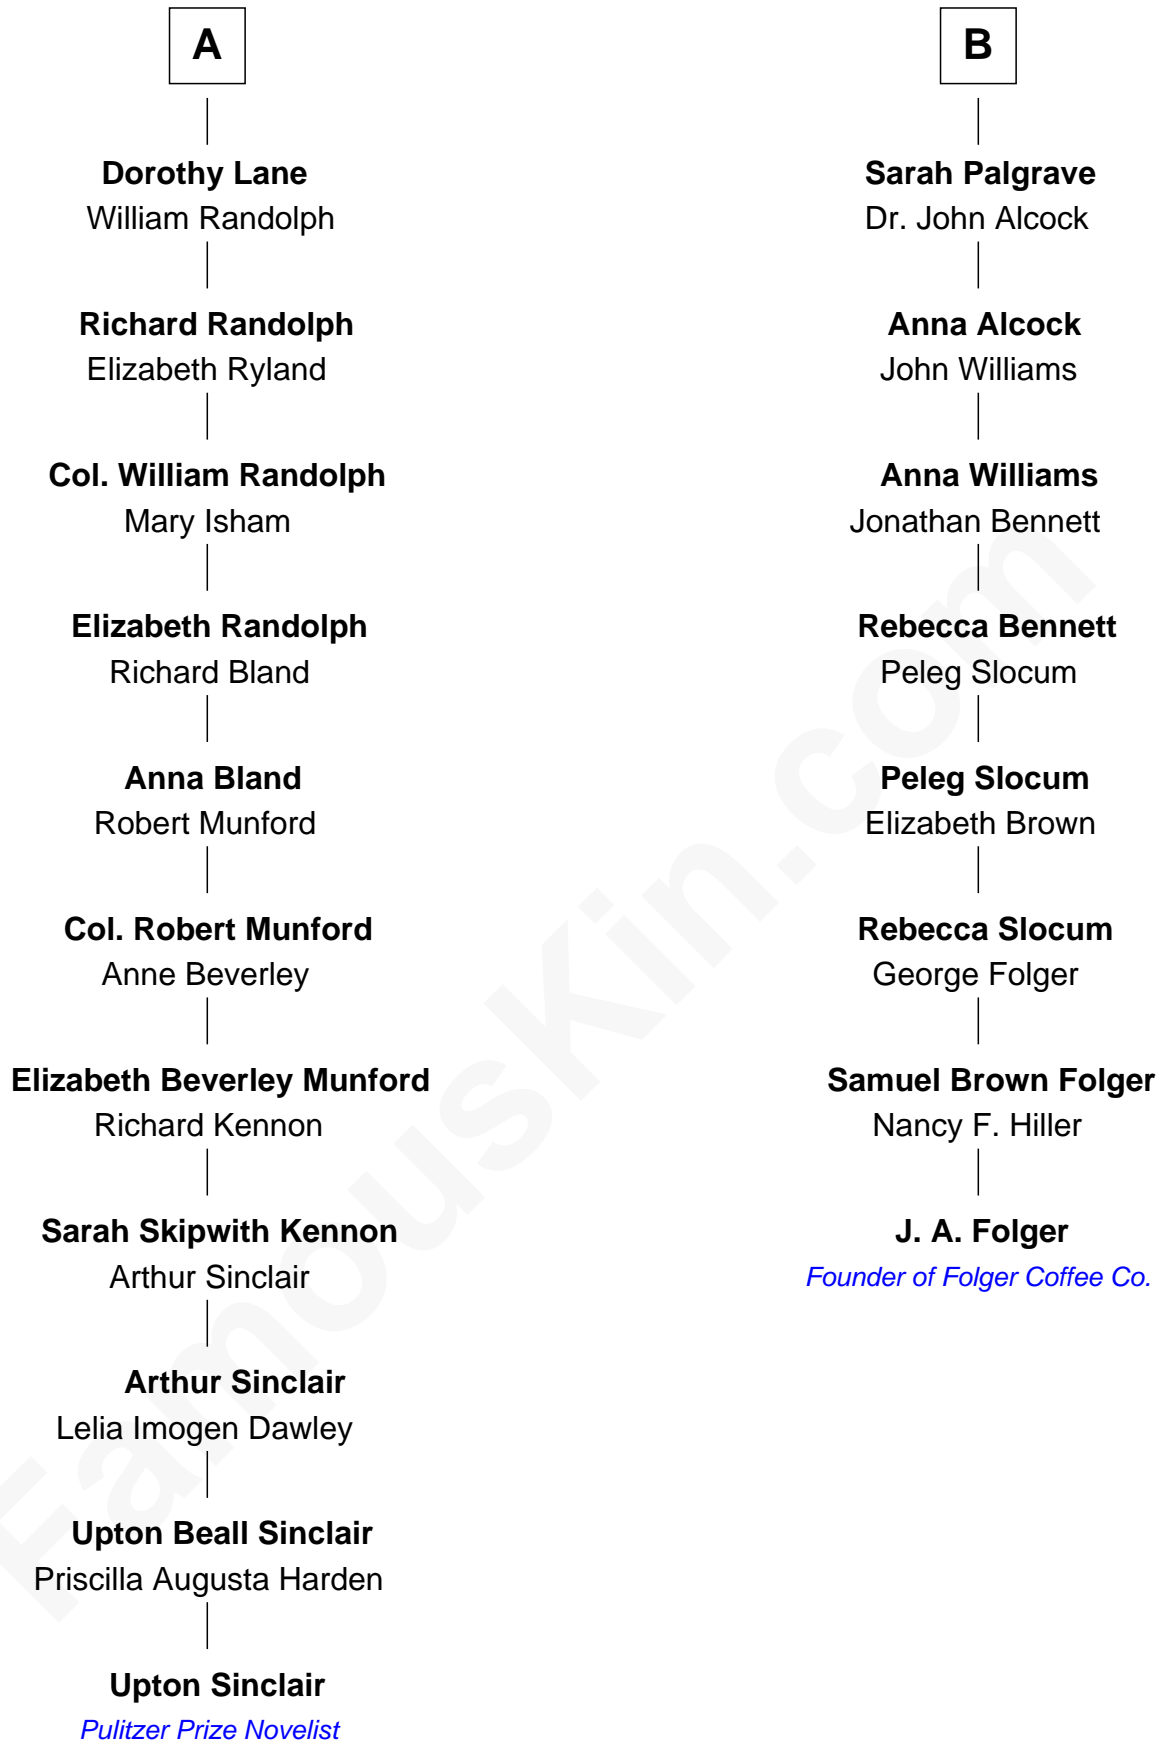 A
Dorothy Lane
William Randolph
Richard Randolph
Elizabeth Ryland
Col. William Randolph
Mary Isham
Elizabeth Randolph
Richard Bland
Anna Bland
Robert Munford
Col. Robert Munford
Anne Beverley
Elizabeth Beverley Munford
Richard Kennon
Sarah Skipwith Kennon
Arthur Sinclair
Arthur Sinclair
Lelia Imogen Dawley
Upton Beall Sinclair
Priscilla Augusta Harden
Upton Sinclair
Pulitzer Prize Novelist
B
Sarah Palgrave
Dr. John Alcock
Anna Alcock
John Williams
Anna Williams
Jonathan Bennett
Rebecca Bennett
Peleg Slocum
Peleg Slocum
Elizabeth Brown
Rebecca Slocum
George Folger
Samuel Brown Folger
Nancy F. Hiller
J. A. Folger
Founder of Folger Coffee Co.
FamousKin.com